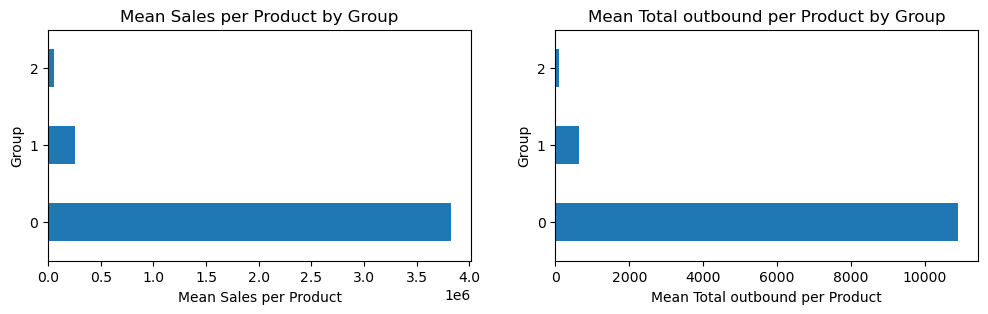 Mean Sales per Product by Group
2
1
0
Group
0.0 0.5 1.0 1.5 2.0 2.5 3.0 3.5 4.0
1e6
Mean Sales per Product
Mean Total outbound per Product by Group
2
1
0
Group
0 2000 4000 6000 8000 10000
Mean Total outbound per Product